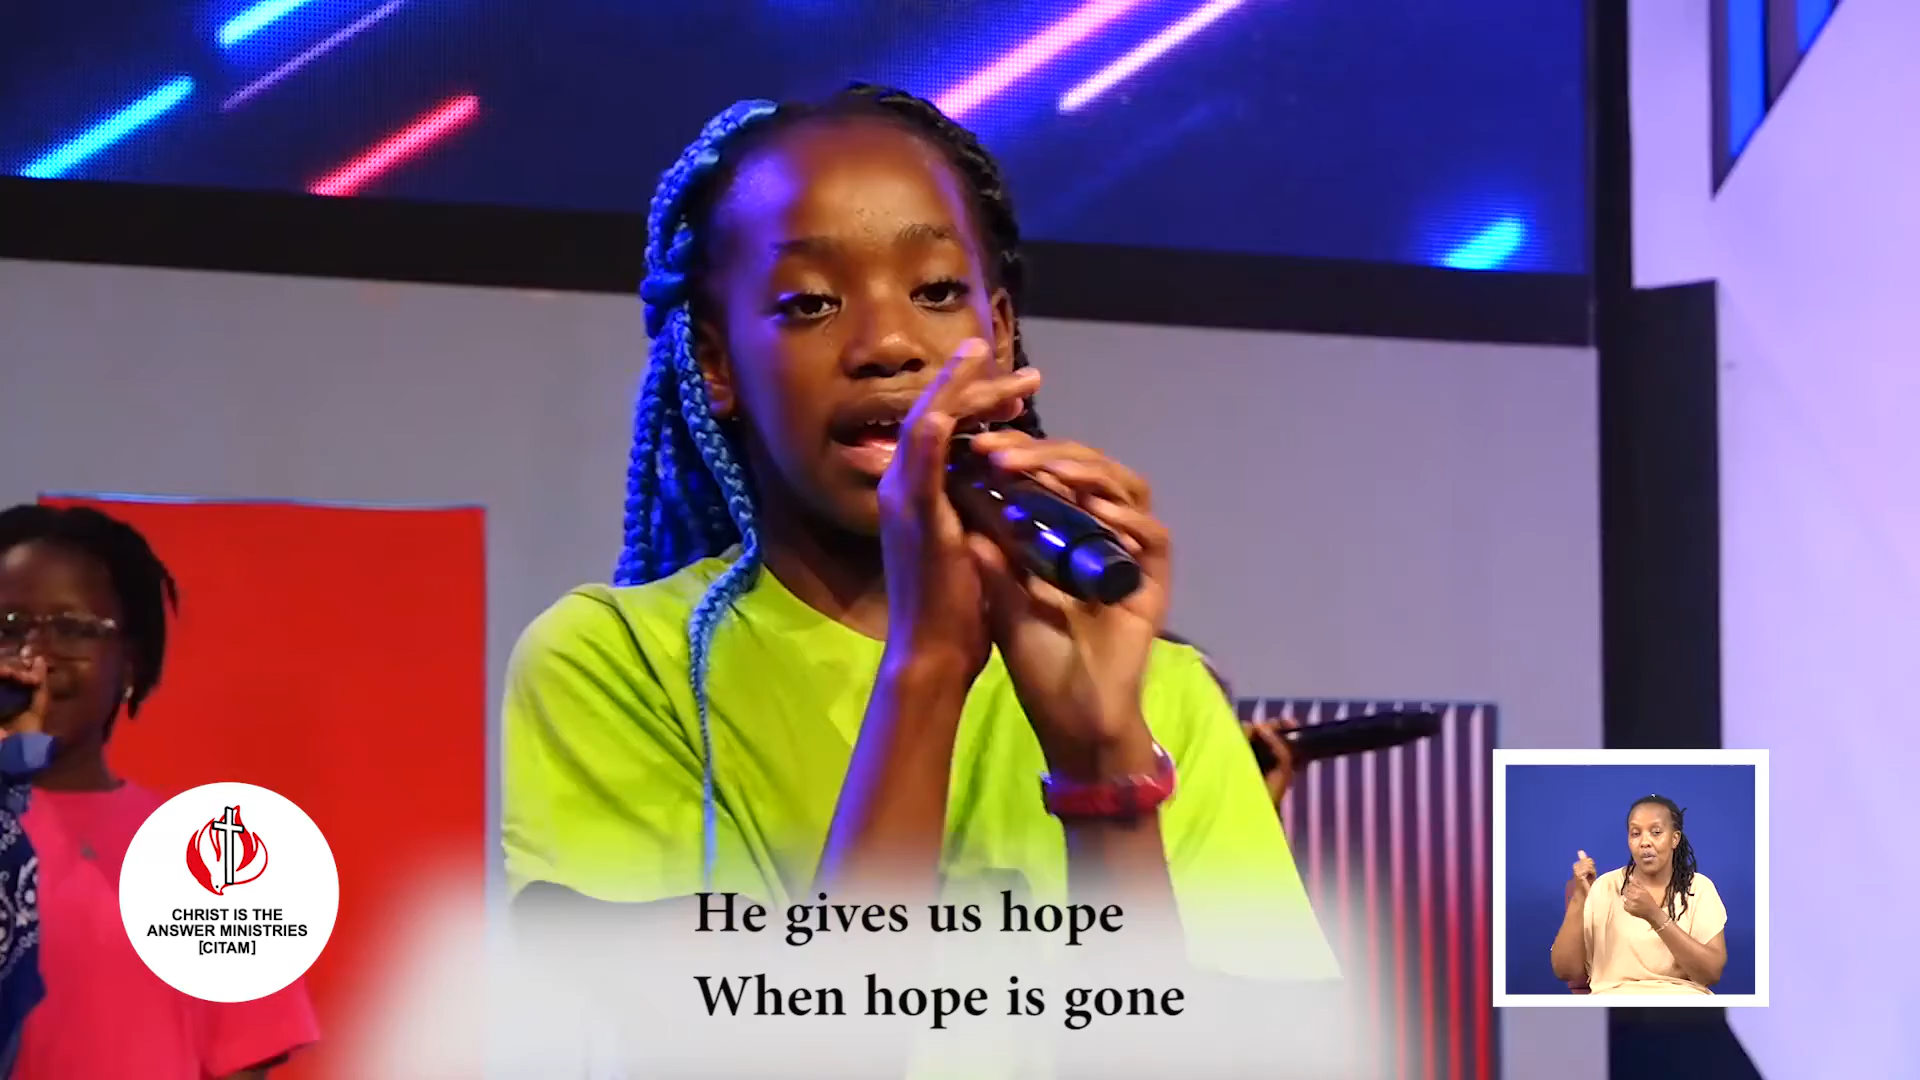 CHRIST IS THE
ANSWER MINISTRIES
[CITAM]
He gives us hope
When hope is gone